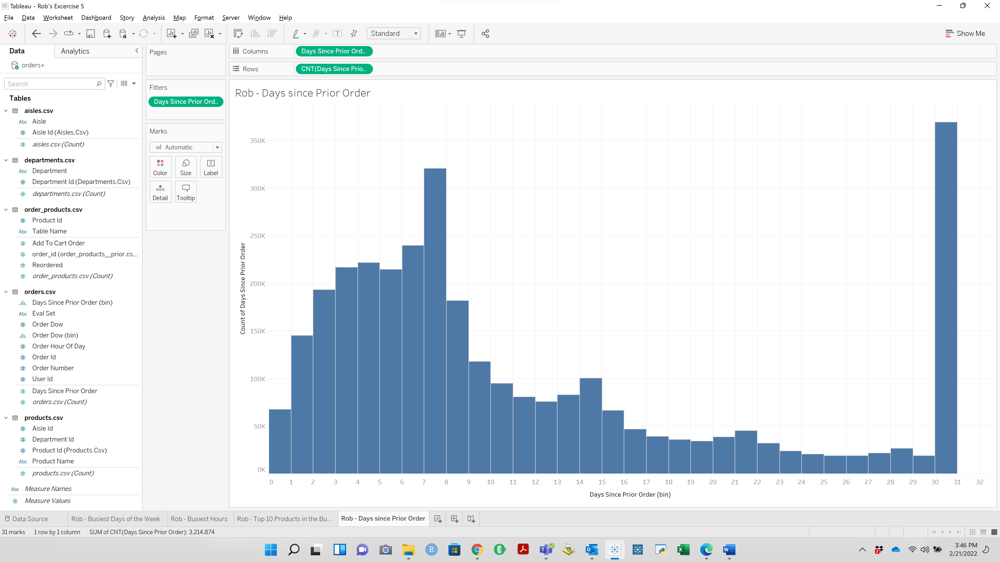 Tableau - Rob's Excercise 5
File Data Worksheet Dashboard Story Analysis Map Format Server Window Help
Standard
Show Me
Data Analytics
orders+
Search
Tables
aisles.csv
Abc Aisle
Aisle Id (Aisles.Csv)
aisles.csv (Count)
departments.csv
Abc Department
Department Id (Departments.Csv)
departments.csv (Count)
order_products.csv
Product Id
Abc Table Name
Add To Cart Order
order_id (order_products__prior.cs...
Reordered
order_products.csv (Count)
orders.csv
Days Since Prior Order (bin)
Abc Eval Set
Order Dow
Order Dow (bin)
Order Hour Of Day
Order Id
Order Number
User Id
Days Since Prior Order
orders.csv (Count)
products.csv
Aisle Id
Department Id
Product Id (Products.Csv)
Abc Product Name
products.csv (Count)
Abc Measure Names
Measure Values
Pages
Filters
Days Since Prior Ord..
Marks
Automatic
Color Size Label
Detail Tooltip
Columns Days Since Prior Ord..
Rows CNT(Days Since Prio..
Rob - Days since Prior Order
Count of Days Since Prior Order
350K
300K
250K
200K
150K
100K
50K
0K
0 1 2 3 4 5 6 7 8 9 10 11 12 13 14 15 16 17 18 19 20 21 22 23 24 25 26 27 28 29 30 31 32
Days Since Prior Order (bin)
Data Source Rob - Busiest Days of the Week Rob - Busiest Hours Rob - Top 10 Products in the Bu... Rob - Days since Prior Order
31 marks 1 row by 1 column SUM of CNT(Days Since Prior Order): 3,214,874
3:46 PM
2/21/2022